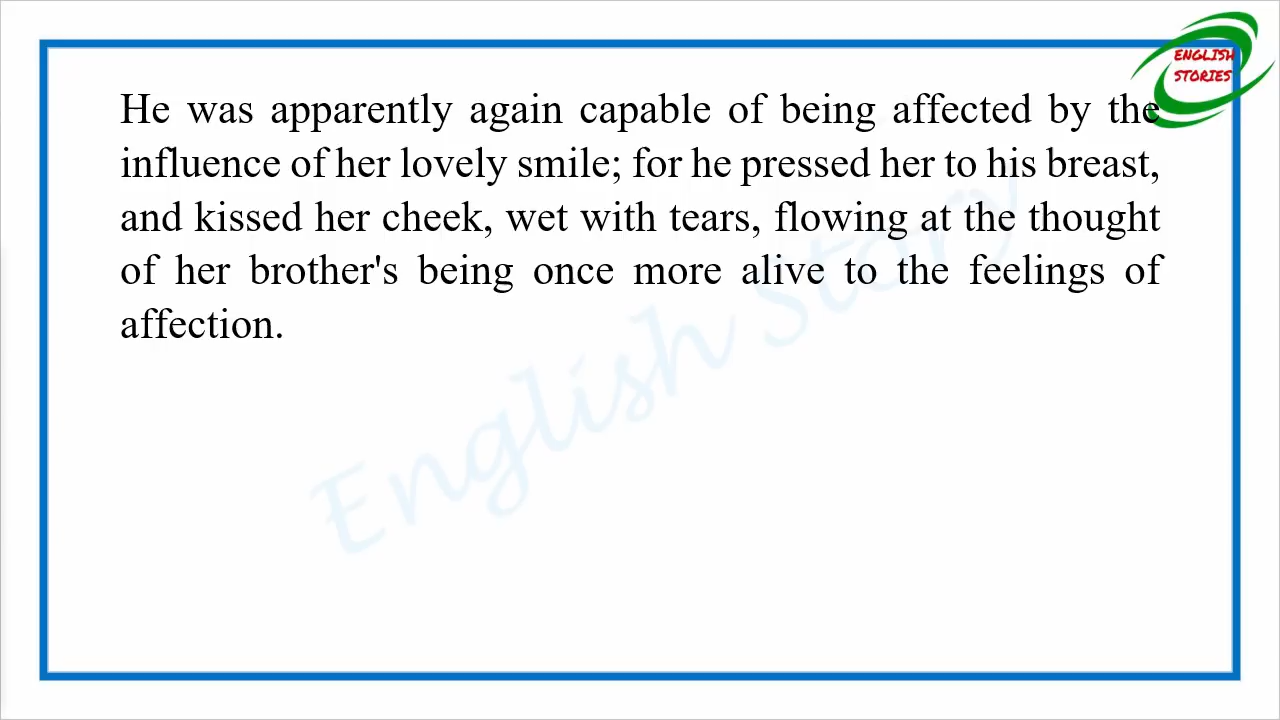 ENGLISH
STORIES
He was apparently again capable of being affected by the
influence of her lovely smile; for he pressed her to his breast,
and kissed her cheek, wet with tears, flowing at the thought
of her brother's being once more alive to the feelings of
affection.
English Story